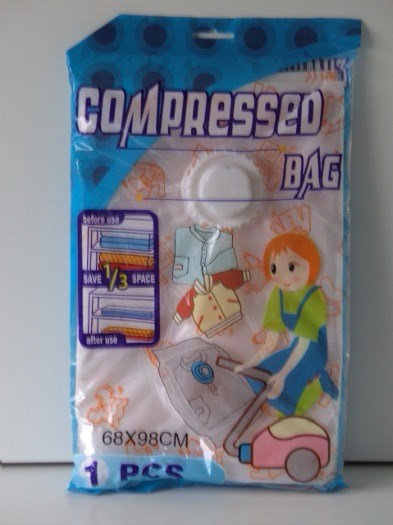 COMPRESSED
BAG
before use
SAVE 1/3 SPACE
after use
68X98CM
1 PCS